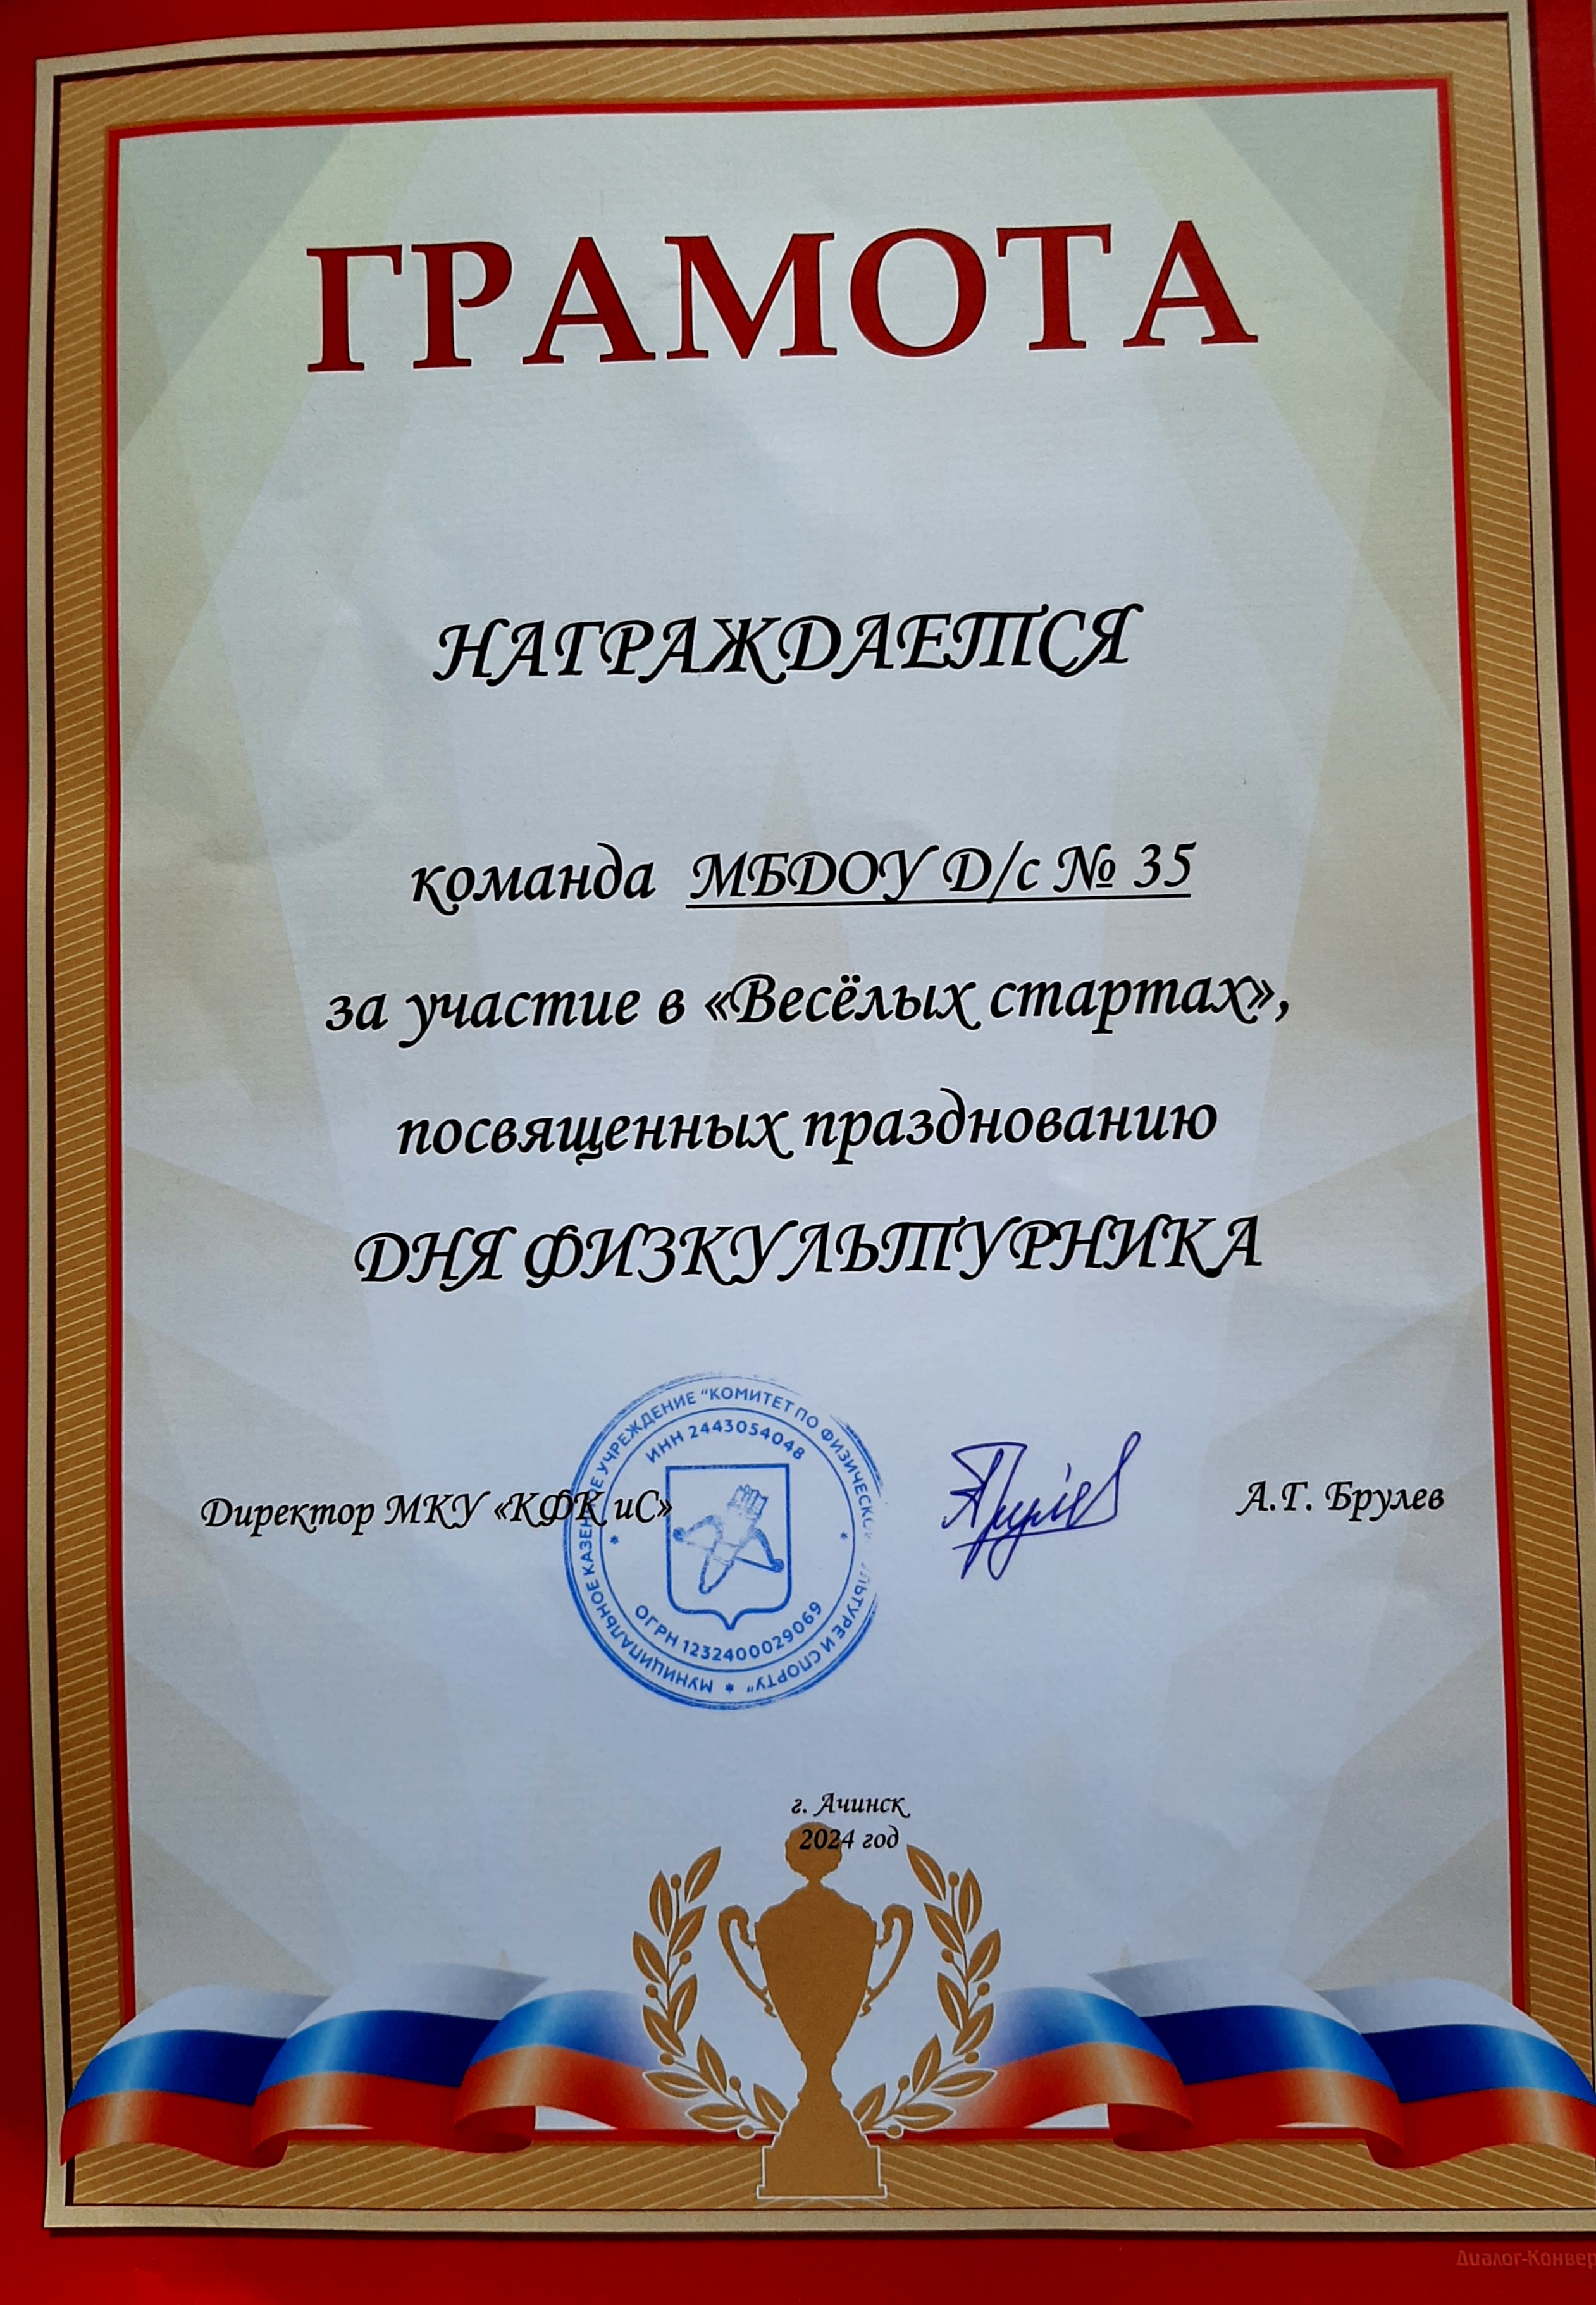 ГРАМОТА
НАГРАЖДАЕТСЯ
команда МБДОУ Д/с № 35
за участие в «Весёлых стартах»,
посвященных празднованию
ДНЯ ФИЗКУЛЬТУРНИКА
Директор МКУ «КФК иС»
А.Г. Брулев
МУНИЦИПАЛЬНОЕ КАЗЕННОЕ УЧРЕЖДЕНИЕ "КОМИТЕТ ПО ФИЗИЧЕСКОЙ КУЛЬТУРЕ И СПОРТУ"
ИНН 2443054048
ОГРН 1232400029069
г. Ачинск
2024 год
Диалог-Конвер